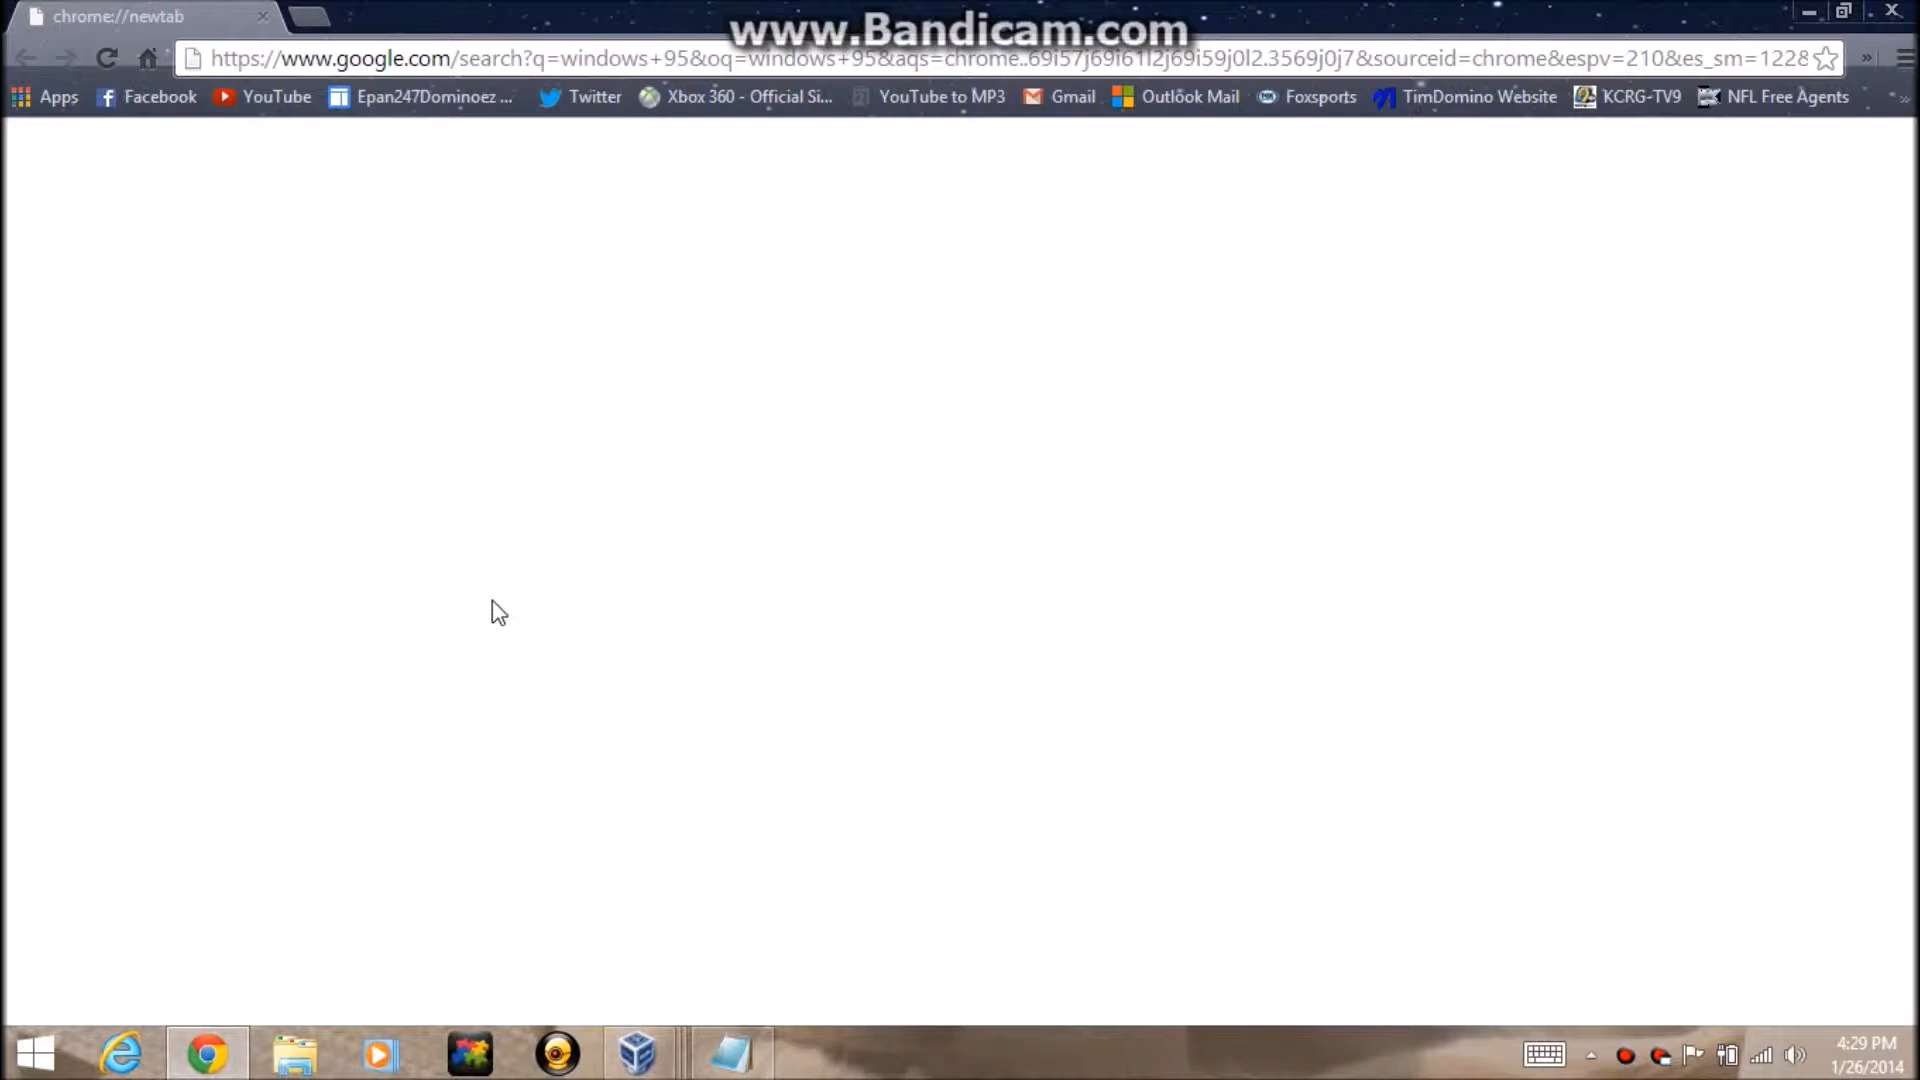 chrome://newtab
www.Bandicam.com
https://www.google.com/search?q=windows+95&oq=windows+95&aqs=chrome..69i57j69i61l2j69i59j0l2.3569j0j7&sourceid=chrome&espv=210&es_sm=1228
Apps Facebook YouTube Epan247Dominoez ... Twitter Xbox 360 - Official Si... YouTube to MP3 Gmail Outlook Mail Foxsports TimDomino Website KCRG-TV9 NFL Free Agents
4:29 PM
1/26/2014